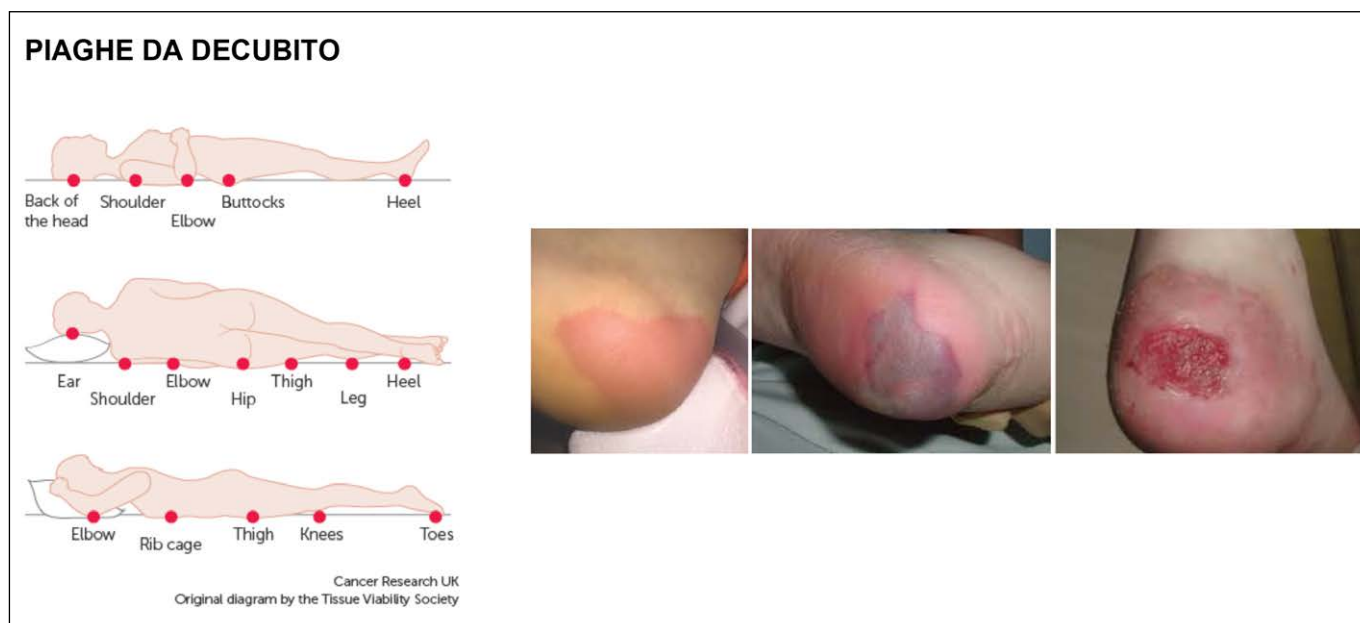 PIAGHE DA DECUBITO
Back of
the head
Shoulder
Elbow
Buttocks
Heel
Ear
Shoulder
Elbow
Hip
Thigh
Leg
Heel
Elbow
Rib cage
Thigh
Knees
Toes
Cancer Research UK
Original diagram by the Tissue Viability Society